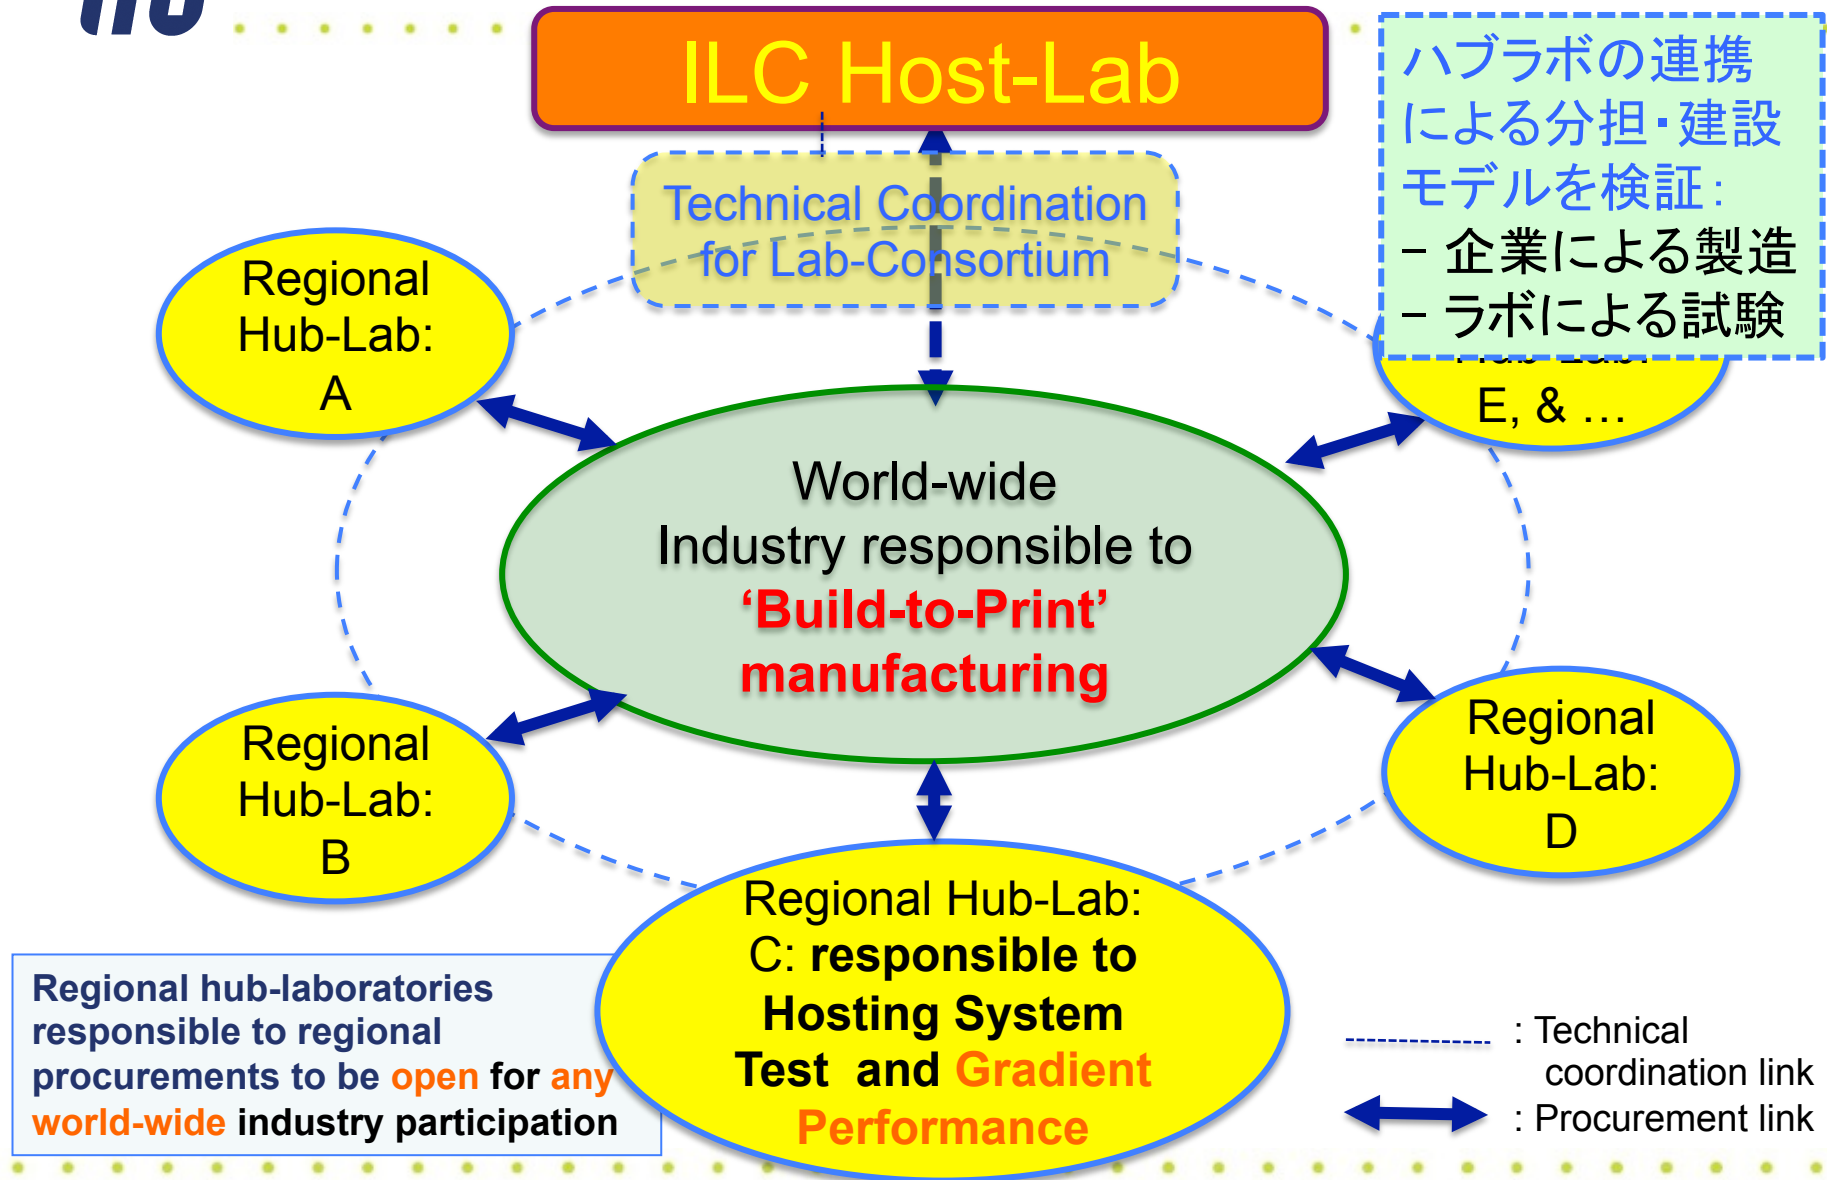 ILC Host-Lab
ハブラボの連携
による分担・建設
モデルを検証:
− 企業による製造
− ラボによる試験
Technical Coordination
for Lab-Consortium
Regional
Hub-Lab:
A
Hub-Lab:
E, & …
World-wide
Industry responsible to
‘Build-to-Print’
manufacturing
Regional
Hub-Lab:
B
Regional
Hub-Lab:
D
Regional Hub-Lab:
C: responsible to
Hosting System
Test and Gradient
Performance
Regional hub-laboratories
responsible to regional
procurements to be open for any
world-wide industry participation
: Technical
coordination link
: Procurement link